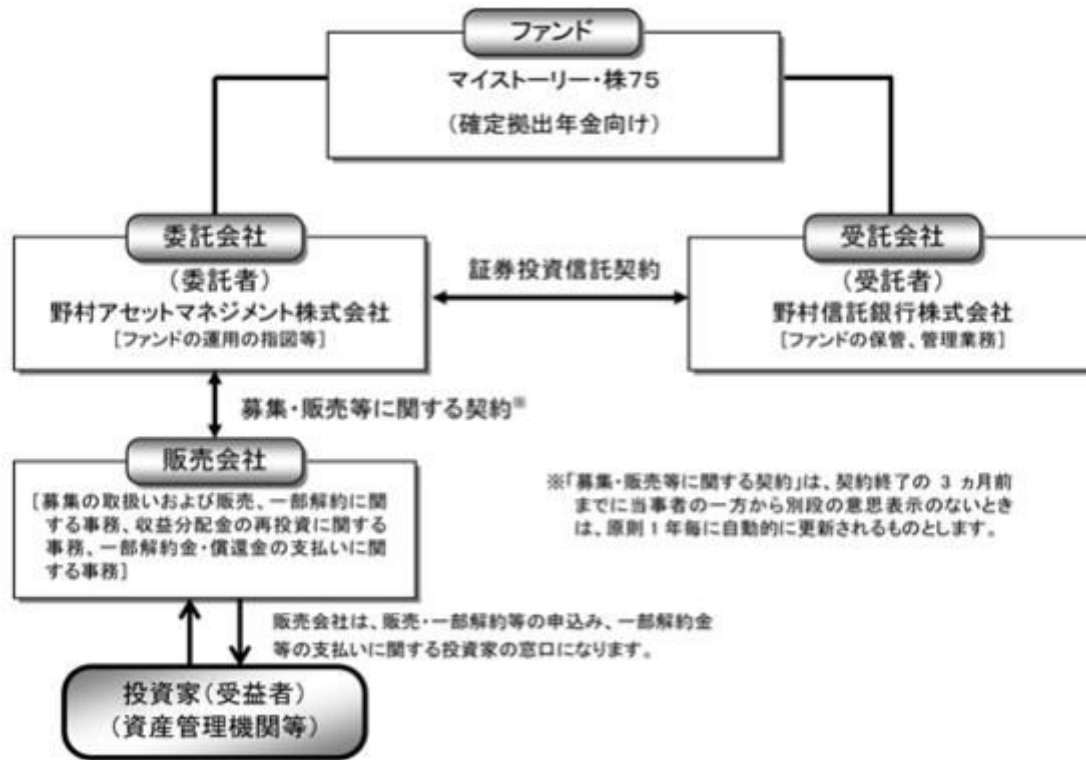 ファンド
マイストーリー・株75
(確定拠出年金向け)
委託会社
(委託者)
野村アセットマネジメント株式会社
[ファンドの運用の指図等]
証券投資信託契約
受託会社
(受託者)
野村信託銀行株式会社
[ファンドの保管、管理業務]
募集・販売等に関する契約※
販売会社
[募集の取扱いおよび販売、一部解約に関
する事務、収益分配金の再投資に関する
事務、一部解約金・償還金の支払いに関
する事務]
※「募集・販売等に関する契約」は、契約終了の 3 ヵ月前
までに当事者の一方から別段の意思表示のないとき
は、原則 1 年毎に自動的に更新されるものとします。
販売会社は、販売・一部解約等の申込み、一部解約金
等の支払いに関する投資家の窓口になります。
投資家(受益者)
(資産管理機関等)